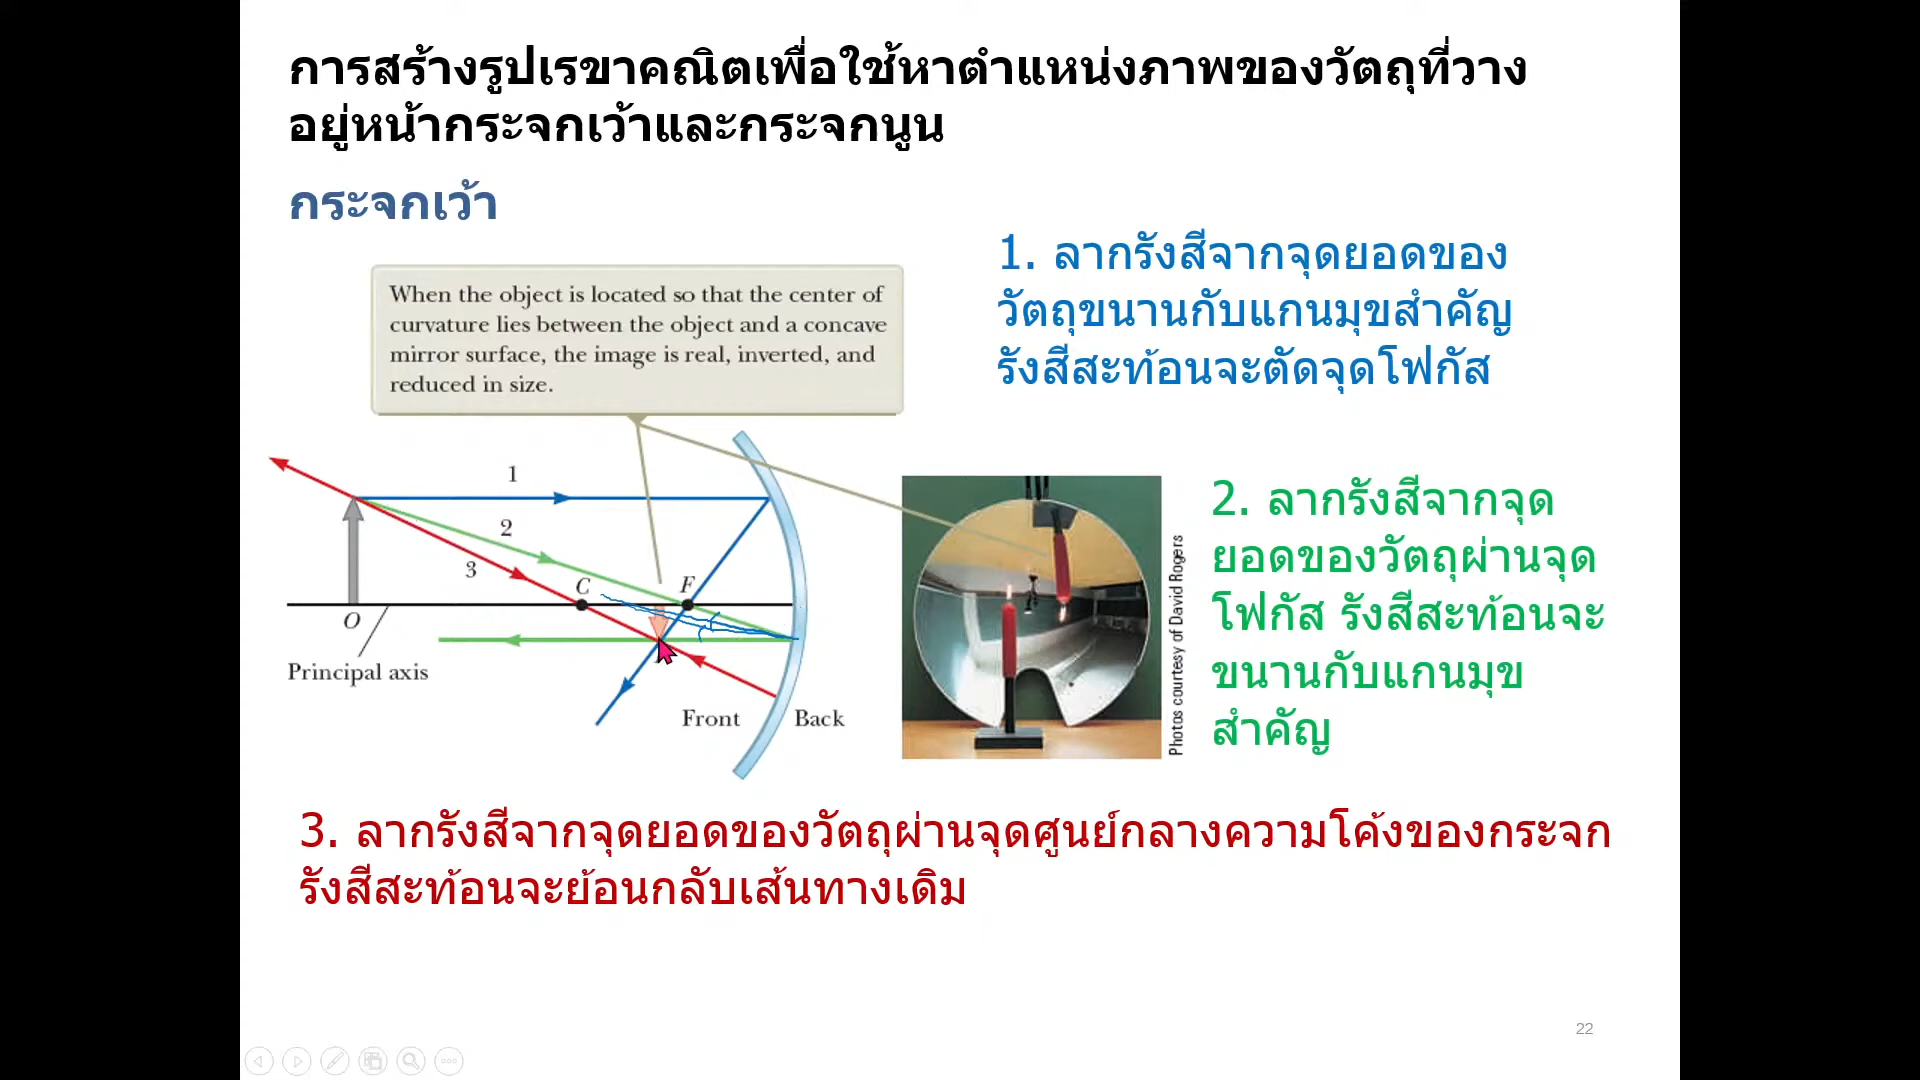 การสร้างรูปเรขาคณิตเพื่อใช้หาตำแหน่งภาพของวัตถุที่วาง
อยู่หน้ากระจกเว้าและกระจกนูน
กระจกเว้า
1. ลากรังสีจากจุดยอดของ
วัตถุขนานกับแกนมุขสำคัญ
รังสีสะท้อนจะตัดจุดโฟกัส
When the object is located so that the center of
curvature lies between the object and a concave
mirror surface, the image is real, inverted, and
reduced in size.
1
2
3
C
F
O
Principal axis
Front
Back
Photos courtesy of David Rogers
2. ลากรังสีจากจุด
ยอดของวัตถุผ่านจุด
โฟกัส รังสีสะท้อนจะ
ขนานกับแกนมุข
สำคัญ
3. ลากรังสีจากจุดยอดของวัตถุผ่านจุดศูนย์กลางความโค้งของกระจก
รังสีสะท้อนจะย้อนกลับเส้นทางเดิม
22